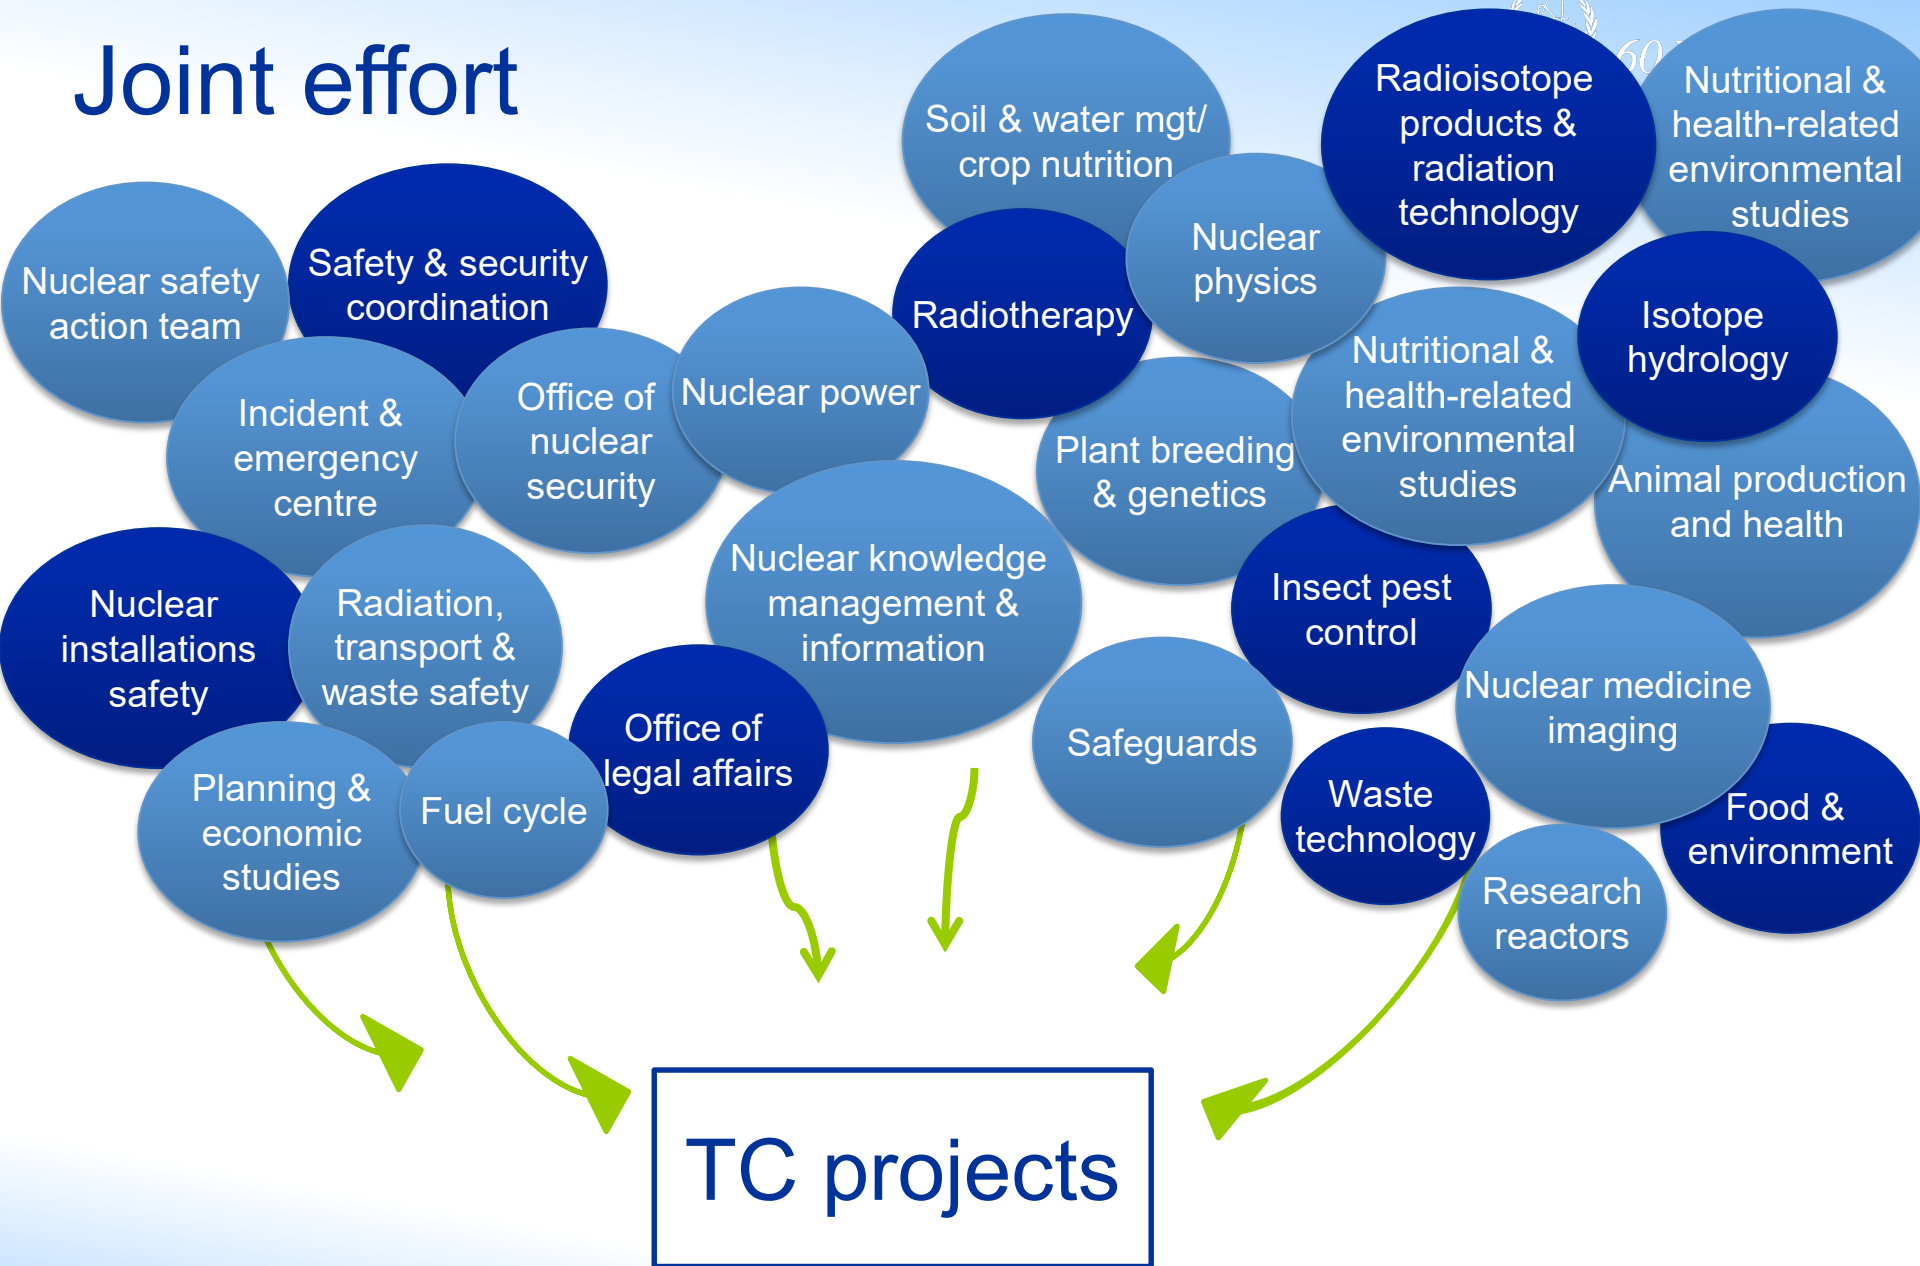 Joint effort
60
Soil & water mgt/
crop nutrition
Radioisotope
products &
radiation
technology
Nutritional &
health-related
environmental
studies
Nuclear safety
action team
Safety & security
coordination
Nuclear
physics
Radiotherapy
Isotope
hydrology
Incident &
emergency
centre
Office of
nuclear
security
Nuclear power
Plant breeding
& genetics
Nutritional &
health-related
environmental
studies
Animal production
and health
Nuclear
installations
safety
Radiation,
transport &
waste safety
Nuclear knowledge
management &
information
Insect pest
control
Nuclear medicine
imaging
Planning &
economic
studies
Fuel cycle
Office of
legal affairs
Safeguards
Waste
technology
Food &
environment
Research
reactors
TC projects